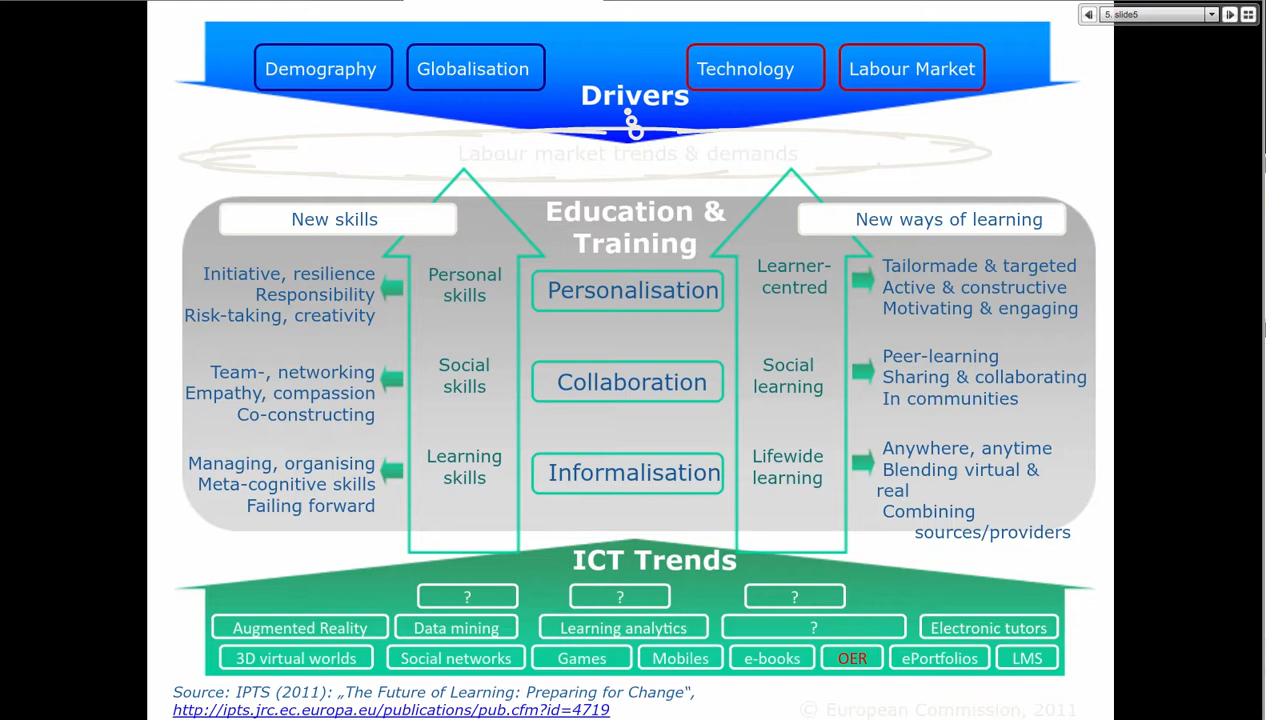 5. slide5
Demography
Globalisation
Technology
Labour Market
Drivers
Labour market trends & demands
Education &
Training
New skills
New ways of learning
Initiative, resilience
Responsibility
Risk-taking, creativity
Personal
skills
Personalisation
Learner-
centred
Tailormade & targeted
Active & constructive
Motivating & engaging
Team-, networking
Empathy, compassion
Co-constructing
Social
skills
Collaboration
Social
learning
Peer-learning
Sharing & collaborating
In communities
Managing, organising
Meta-cognitive skills
Failing forward
Learning
skills
Informalisation
Lifewide
learning
Anywhere, anytime
Blending virtual &
real
Combining
sources/providers
ICT Trends
?
?
?
Augmented Reality
Data mining
Learning analytics
?
Electronic tutors
3D virtual worlds
Social networks
Games
Mobiles
e-books
OER
ePortfolios
LMS
Source: IPTS (2011): „The Future of Learning: Preparing for Change“,
http://ipts.jrc.ec.europa.eu/publications/pub.cfm?id=4719
© European Commission, 2011